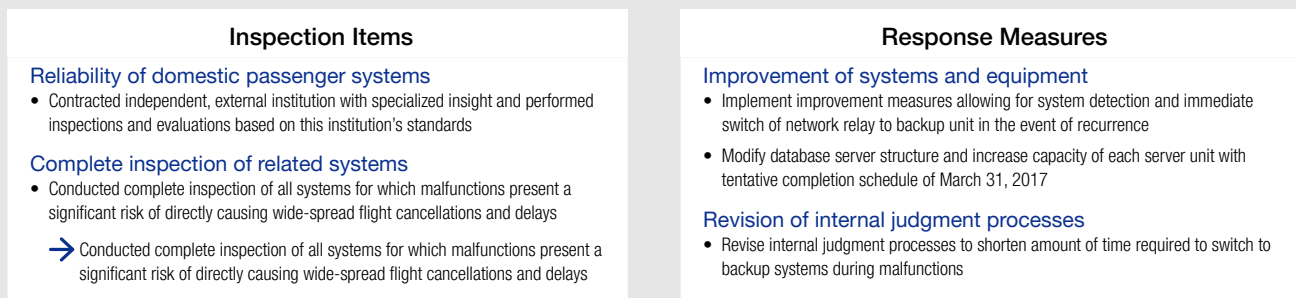 Inspection Items
Reliability of domestic passenger systems
• Contracted independent, external institution with specialized insight and performed
inspections and evaluations based on this institution's standards
Complete inspection of related systems
• Conducted complete inspection of all systems for which malfunctions present a
significant risk of directly causing wide-spread flight cancellations and delays
→ Conducted complete inspection of all systems for which malfunctions present a
significant risk of directly causing wide-spread flight cancellations and delays
Response Measures
Improvement of systems and equipment
• Implement improvement measures allowing for system detection and immediate
switch of network relay to backup unit in the event of recurrence
• Modify database server structure and increase capacity of each server unit with
tentative completion schedule of March 31, 2017
Revision of internal judgment processes
• Revise internal judgment processes to shorten amount of time required to switch to
backup systems during malfunctions